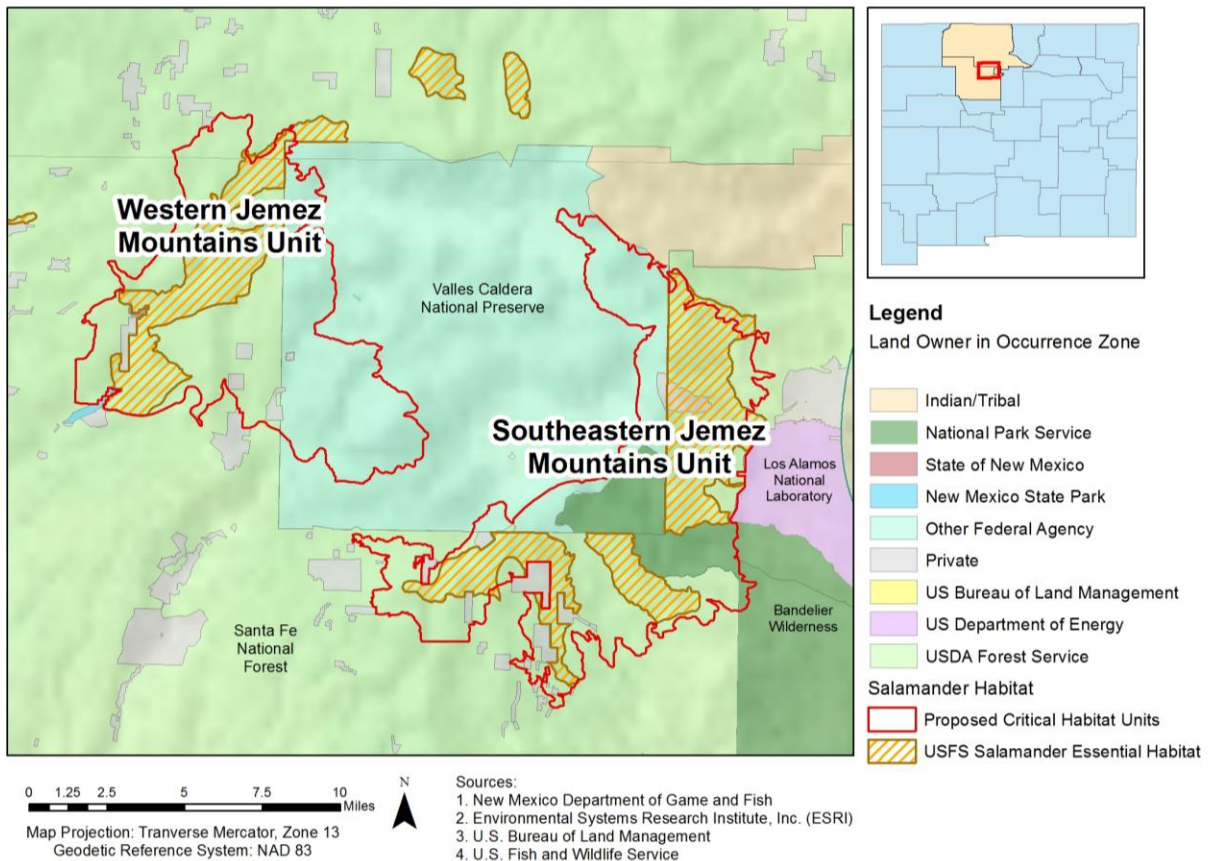 Western Jemez
Mountains Unit
Valles Caldera
National Preserve
Southeastern Jemez
Mountains Unit
Los Alamos
National
Laboratory
Santa Fe
National
Forest
Bandelier
Wilderness
Legend
Land Owner in Occurrence Zone
Indian/Tribal
National Park Service
State of New Mexico
New Mexico State Park
Other Federal Agency
Private
US Bureau of Land Management
US Department of Energy
USDA Forest Service
Salamander Habitat
Proposed Critical Habitat Units
USFS Salamander Essential Habitat
0 1.25 2.5 5 7.5 10
Miles
Map Projection: Tranverse Mercator, Zone 13
Geodetic Reference System: NAD 83
N
Sources:
1. New Mexico Department of Game and Fish
2. Environmental Systems Research Institute, Inc. (ESRI)
3. U.S. Bureau of Land Management
4. U.S. Fish and Wildlife Service